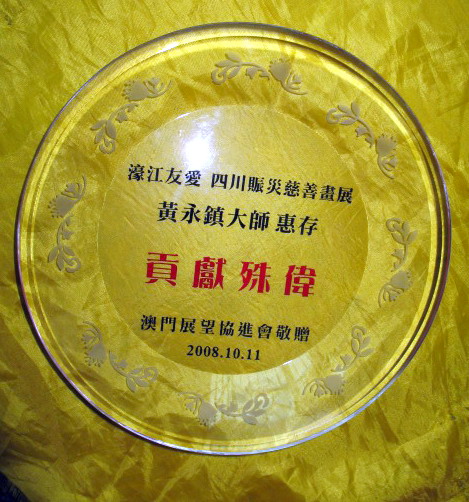 濠江友愛 四川賑災慈善畫展
黃永鎮大師 惠存
貢獻殊偉
澳門展望協進會敬贈
2008.10.11